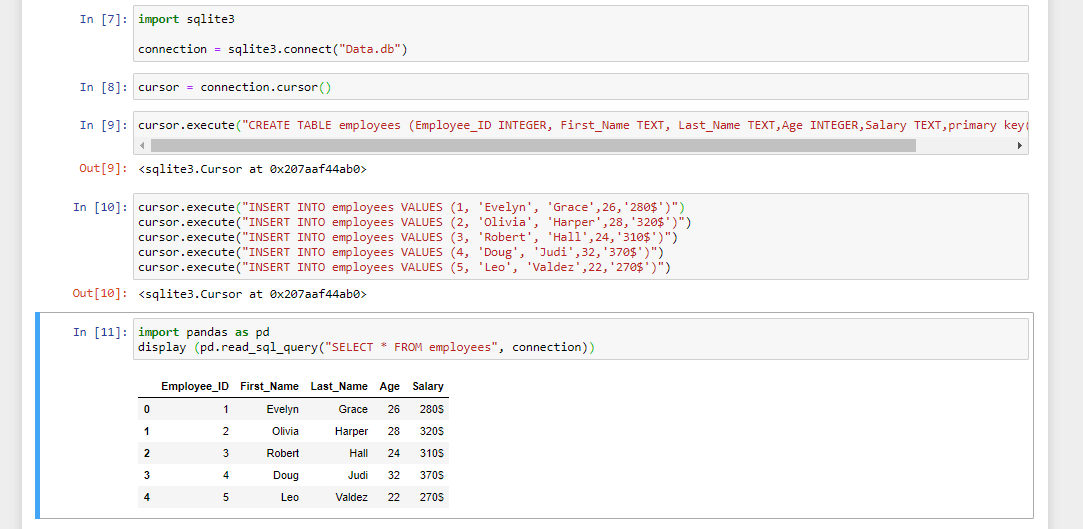 In [7]: import sqlite3
connection = sqlite3.connect("Data.db")
In [8]: cursor = connection.cursor()
In [9]: cursor.execute("CREATE TABLE employees (Employee_ID INTEGER, First_Name TEXT, Last_Name TEXT,Age INTEGER,Salary TEXT,primary key(
Out[9]: <sqlite3.Cursor at 0x207aaf44ab0>
In [10]: cursor.execute("INSERT INTO employees VALUES (1, 'Evelyn', 'Grace',26,'280$')")
cursor.execute("INSERT INTO employees VALUES (2, 'Olivia', 'Harper',28,'320$')")
cursor.execute("INSERT INTO employees VALUES (3, 'Robert', 'Hall',24,'310$')")
cursor.execute("INSERT INTO employees VALUES (4, 'Doug', 'Judi',32,'370$')")
cursor.execute("INSERT INTO employees VALUES (5, 'Leo', 'Valdez',22,'270$')")
Out[10]: <sqlite3.Cursor at 0x207aaf44ab0>
In [11]: import pandas as pd
display (pd.read_sql_query("SELECT * FROM employees", connection))
Employee_ID First_Name Last_Name Age Salary
0 1 Evelyn Grace 26 280$
1 2 Olivia Harper 28 320$
2 3 Robert Hall 24 310$
3 4 Doug Judi 32 370$
4 5 Leo Valdez 22 270$